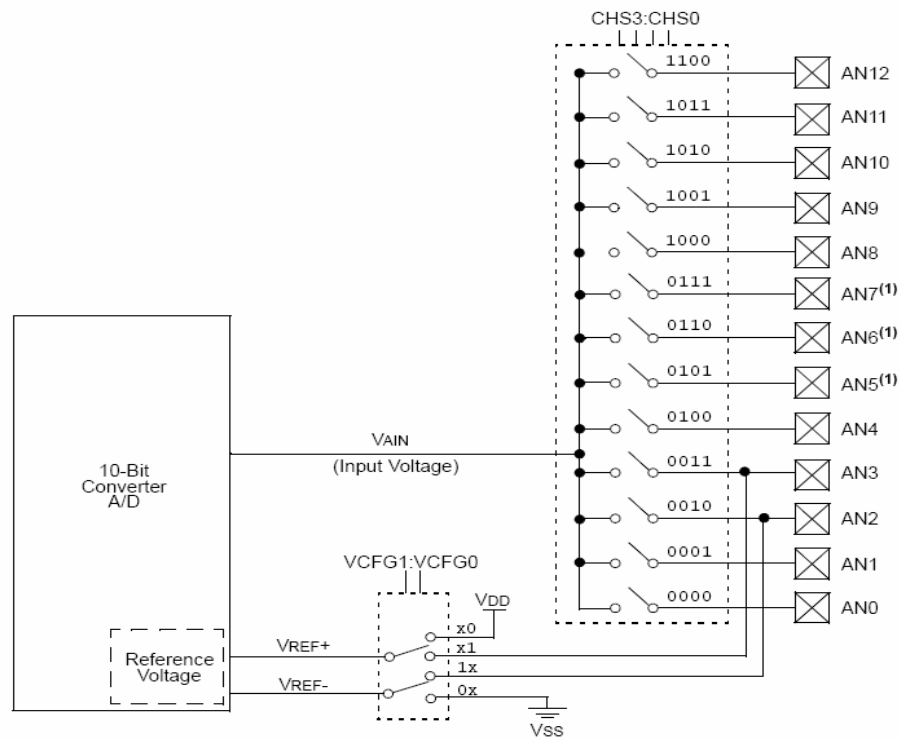 CHS3:CHS0
1100 AN12
1011 AN11
1010 AN10
1001 AN9
1000 AN8
0111 AN7(1)
0110 AN6(1)
0101 AN5(1)
0100 AN4
VAIN
(Input Voltage)
10-Bit
Converter
A/D
0011 AN3
0010 AN2
0001 AN1
0000 AN0
VCFG1:VCFG0
VDD
x0
x1
1x
0x
VREF+
VREF-
Reference
Voltage
VSS